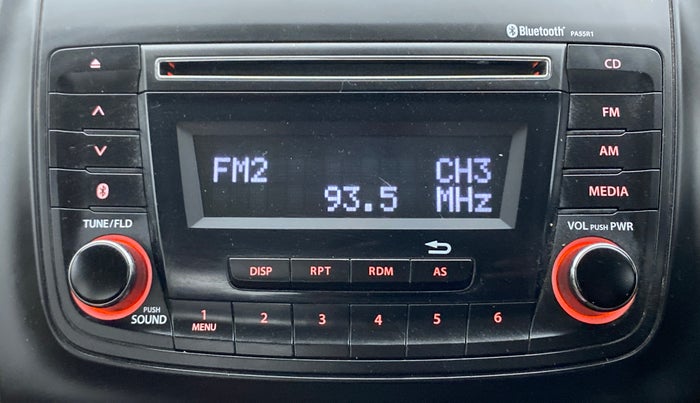 Bluetooth® PA55R1
CD
FM2 CH3
93.5 MHz
FM
AM
MEDIA
TUNE/FLD
PUSH
SOUND
VOL PUSH PWR
DISP RPT RDM AS
1 2 3 4 5 6
MENU